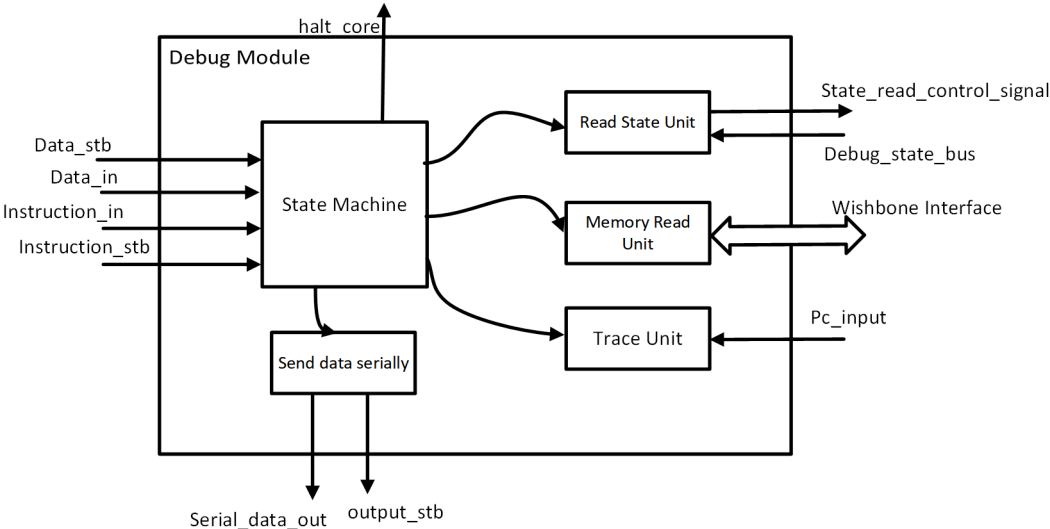 halt_core
Debug Module
State_read_control_signal
Read State Unit
Data_stb
Debug_state_bus
Data_in
State Machine
Instruction_in
Wishbone Interface
Memory Read
Unit
Instruction_stb
Pc_input
Trace Unit
Send data serially
Serial_data_out
output_stb